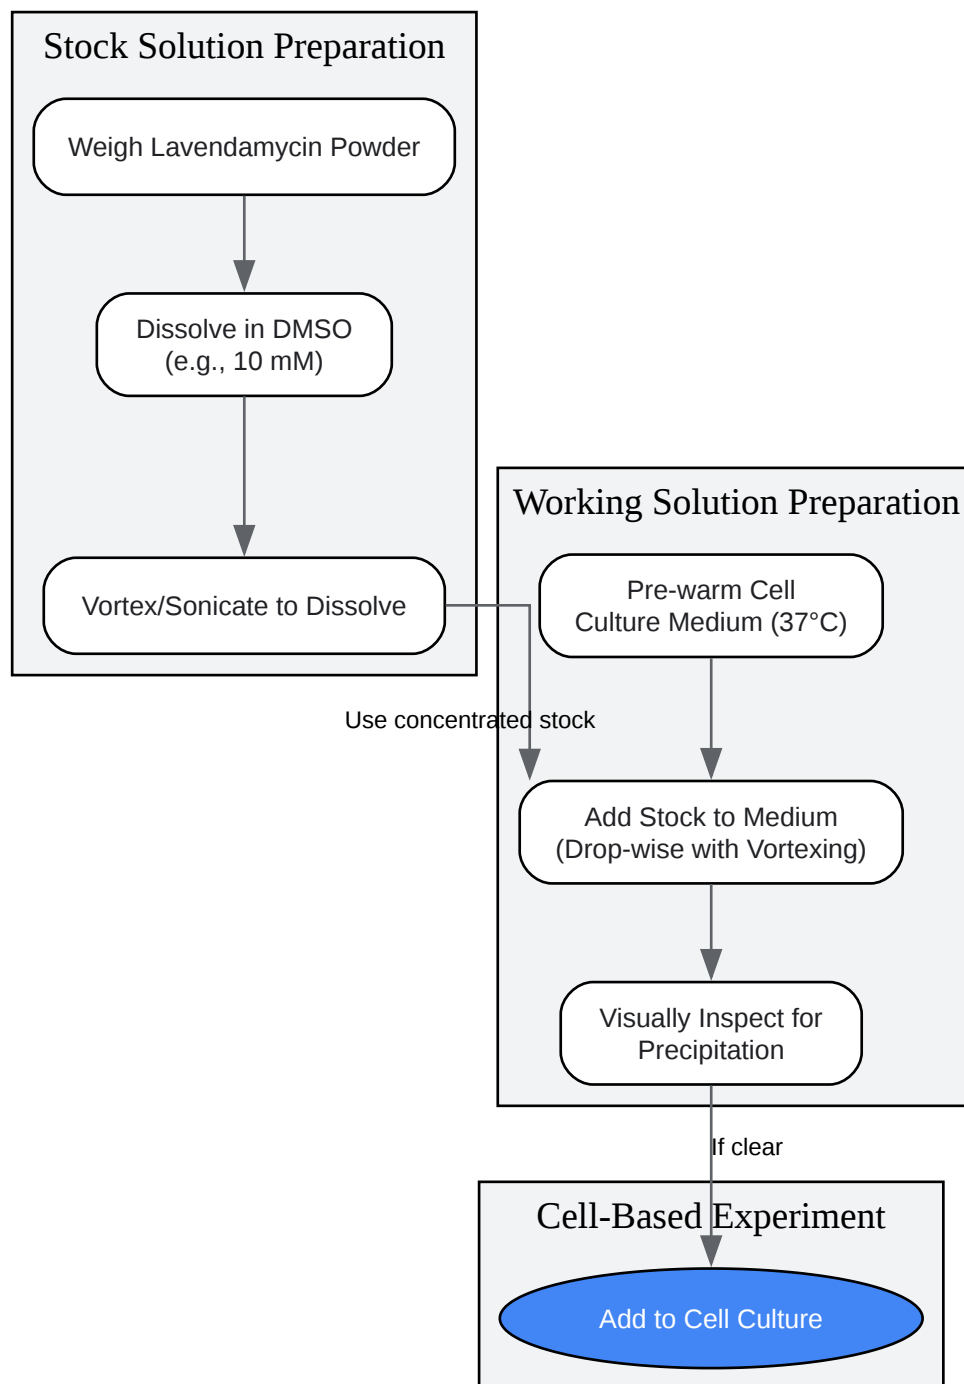 Stock Solution Preparation
Weigh Lavendamycin Powder
Dissolve in DMSO
(e.g., 10 mM)
Vortex/Sonicate to Dissolve
Use concentrated stock
Working Solution Preparation
Pre-warm Cell
Culture Medium (37°C)
Add Stock to Medium
(Drop-wise with Vortexing)
Visually Inspect for
Precipitation
If clear
Cell-Based Experiment
Add to Cell Culture